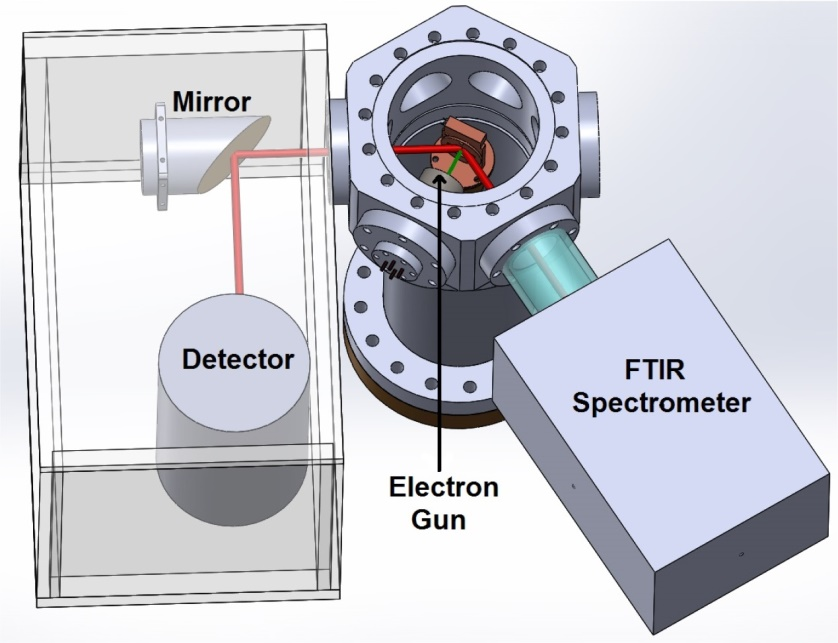 Mirror
Detector
FTIR
Spectrometer
Electron
Gun